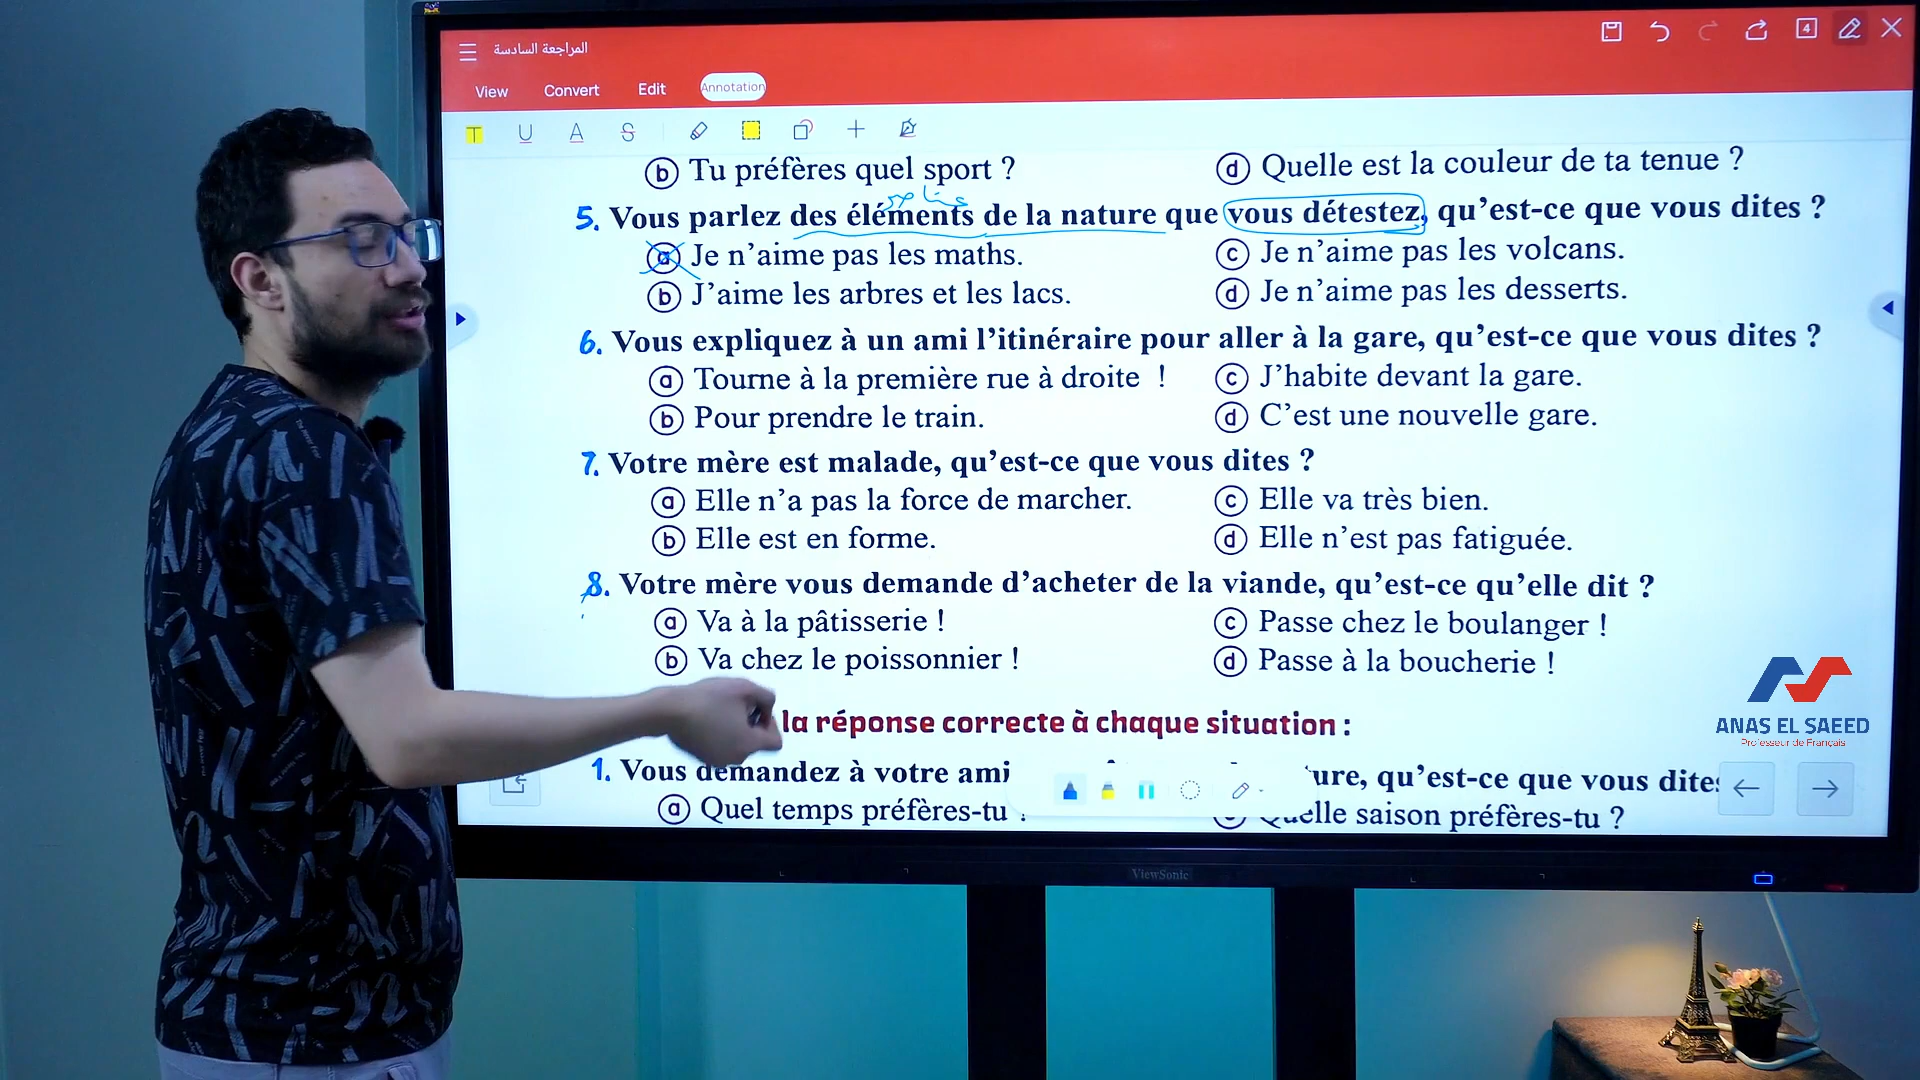 المراجعة السادسة
4
View Convert Edit Annotation
T U A S
b Tu préfères quel sport ?
d Quelle est la couleur de ta tenue ?
5. Vous parlez des éléments de la nature que vous détestez, qu’est-ce que vous dites ?
a Je n’aime pas les maths.
c Je n’aime pas les volcans.
b J’aime les arbres et les lacs.
d Je n’aime pas les desserts.
6. Vous expliquez à un ami l’itinéraire pour aller à la gare, qu’est-ce que vous dites ?
a Tourne à la première rue à droite !
c J’habite devant la gare.
b Pour prendre le train.
d C’est une nouvelle gare.
7. Votre mère est malade, qu’est-ce que vous dites ?
a Elle n’a pas la force de marcher.
c Elle va très bien.
b Elle est en forme.
d Elle n’est pas fatiguée.
8. Votre mère vous demande d’acheter de la viande, qu’est-ce qu’elle dit ?
a Va à la pâtisserie !
c Passe chez le boulanger !
b Va chez le poissonnier !
d Passe à la boucherie !
la réponse correcte à chaque situation :
1. Vous demandez à votre ami ture, qu’est-ce que vous dites
a Quel temps préfères-tu
Quelle saison préfères-tu ?
ANAS EL SAEED
Professeur de Français
ViewSonic